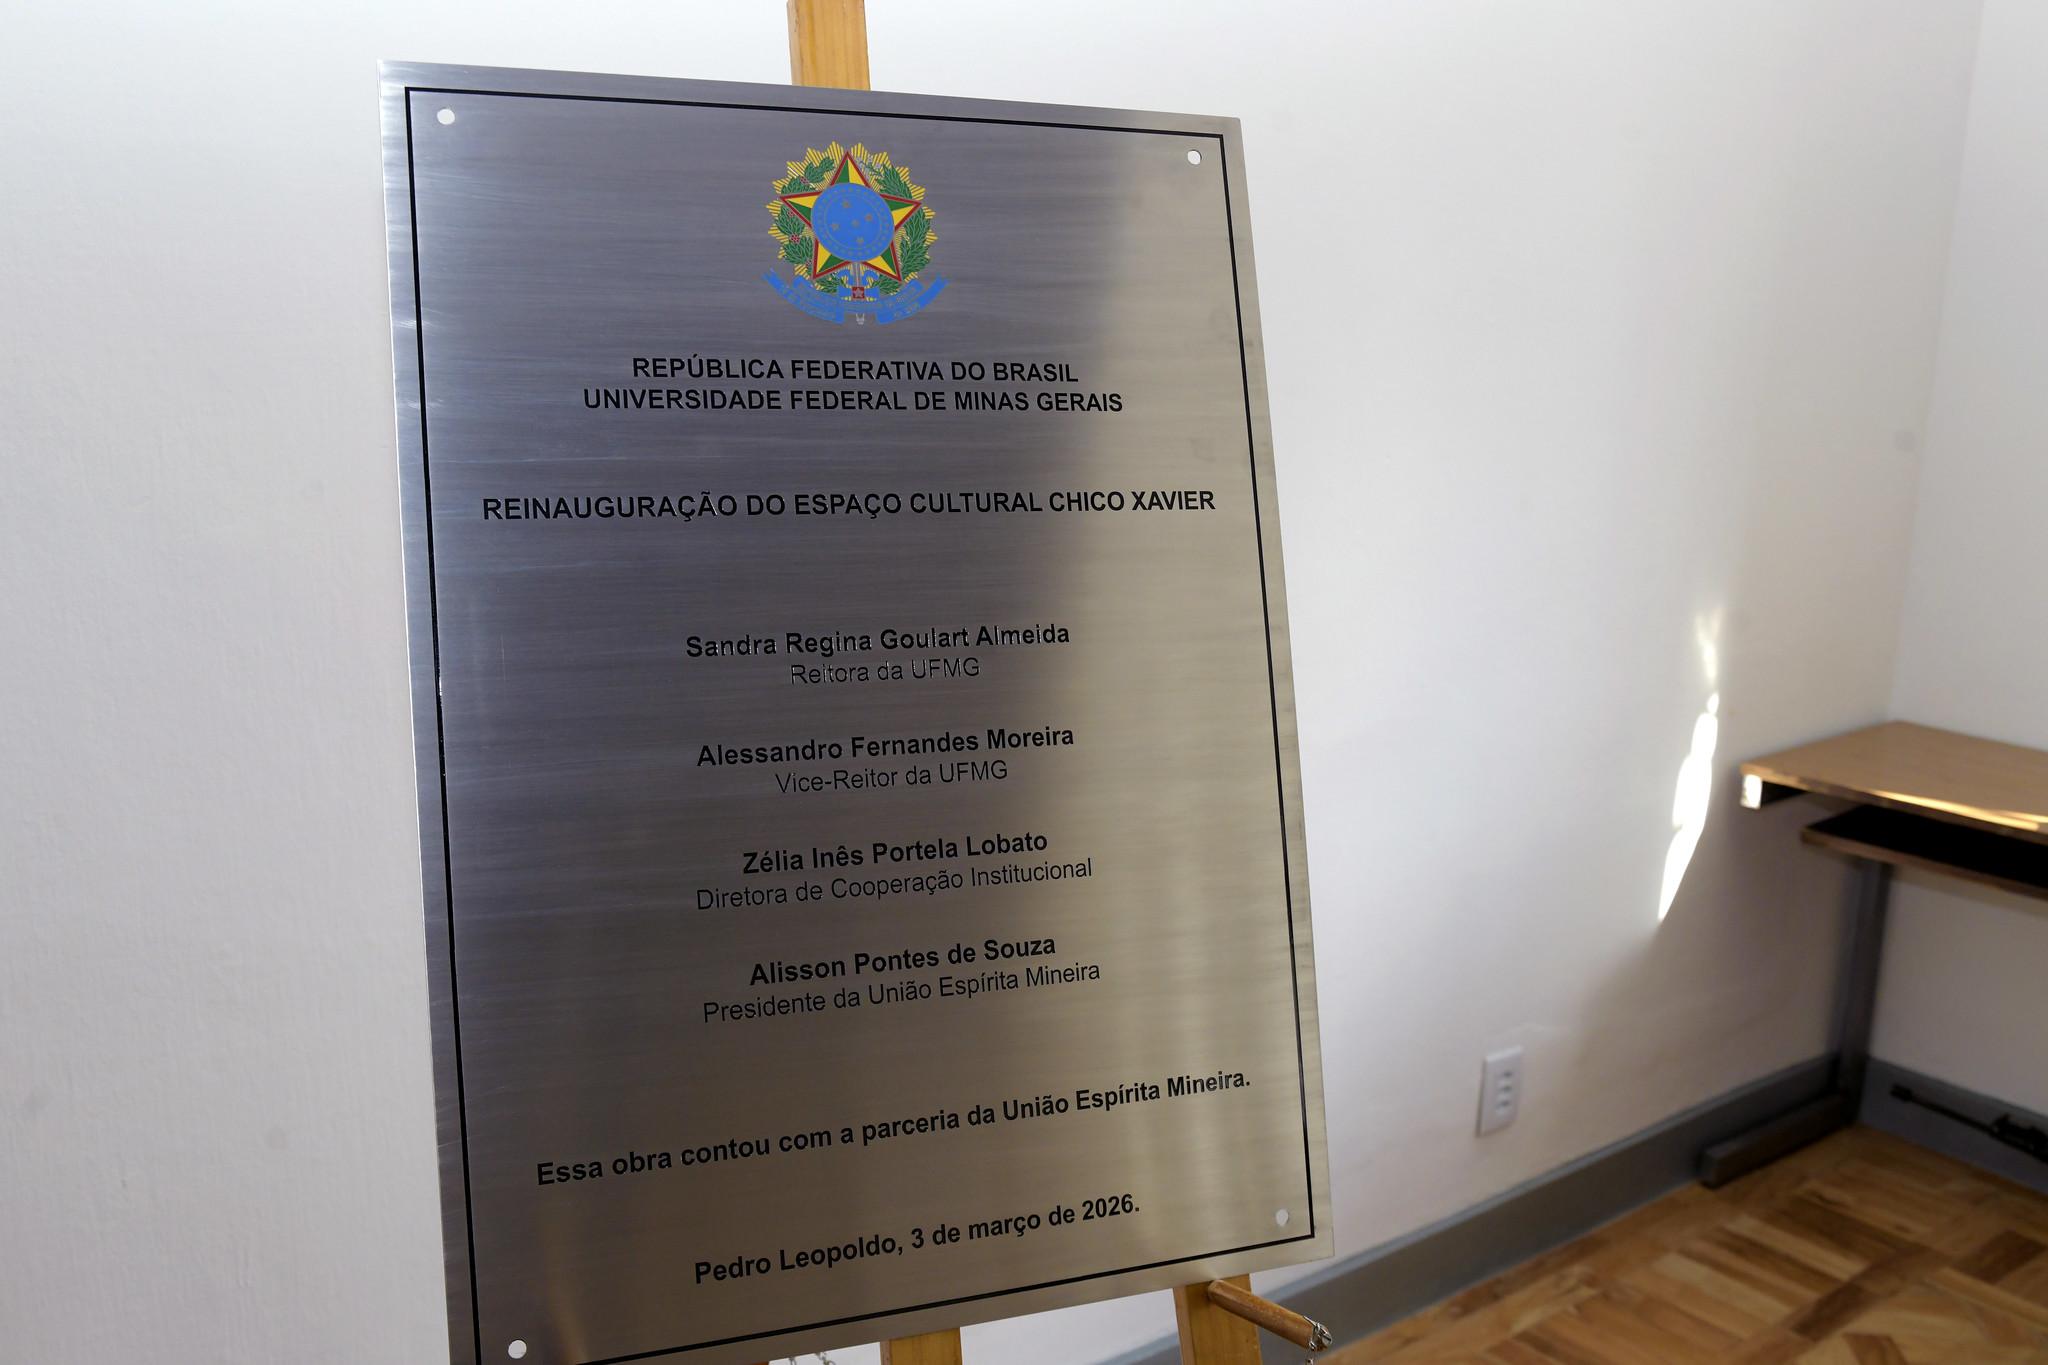 REPÚBLICA FEDERATIVA DO BRASIL
UNIVERSIDADE FEDERAL DE MINAS GERAIS
REINAUGURAÇÃO DO ESPAÇO CULTURAL CHICO XAVIER
Sandra Regina Goulart Almeida
Reitora da UFMG
Alessandro Fernandes Moreira
Vice-Reitor da UFMG
Zélia Inês Portela Lobato
Diretora de Cooperação Institucional
Alisson Pontes de Souza
Presidente da União Espírita Mineira
Essa obra contou com a parceria da União Espírita Mineira.
Pedro Leopoldo, 3 de março de 2026.